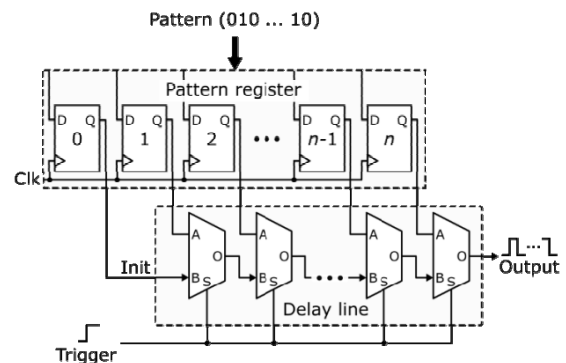 Pattern (010 ... 10)
Pattern register
D Q
0
D Q
1
D Q
2
D Q
n-1
D Q
n
Clk
A
O
B S
A
O
B S
A
O
B S
A
O
B S
Init
Output
Delay line
Trigger